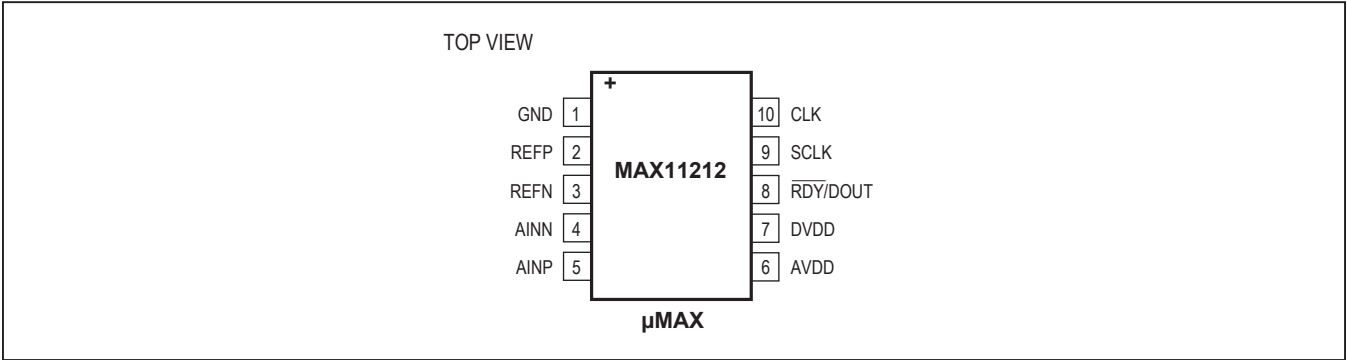 TOP VIEW
+
GND 1
REFP 2
REFN 3
AINN 4
AINP 5
MAX11212
10 CLK
9 SCLK
8 R̅D̅Y̅/DOUT
7 DVDD
6 AVDD
µMAX